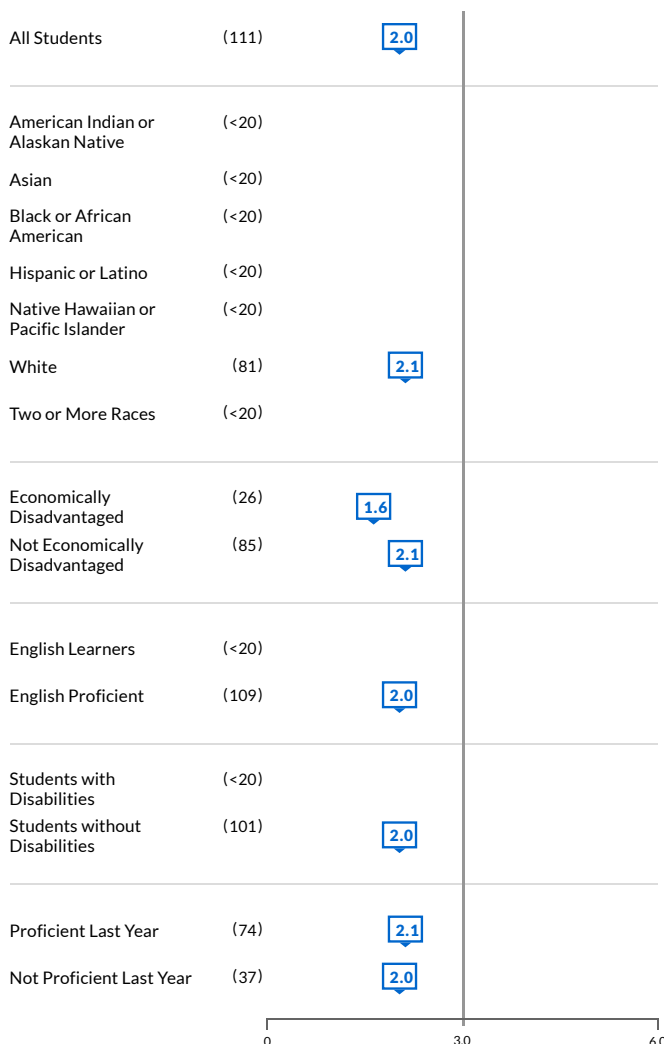 All Students (111) 2.0
American Indian or (<20)
Alaskan Native
Asian (<20)
Black or African (<20)
American
Hispanic or Latino (<20)
Native Hawaiian or (<20)
Pacific Islander
White (81) 2.1
Two or More Races (<20)
Economically (26) 1.6
Disadvantaged
Not Economically (85) 2.1
Disadvantaged
English Learners (<20)
English Proficient (109) 2.0
Students with (<20)
Disabilities
Students without (101) 2.0
Disabilities
Proficient Last Year (74) 2.1
Not Proficient Last Year (37) 2.0
0 3.0 6.0